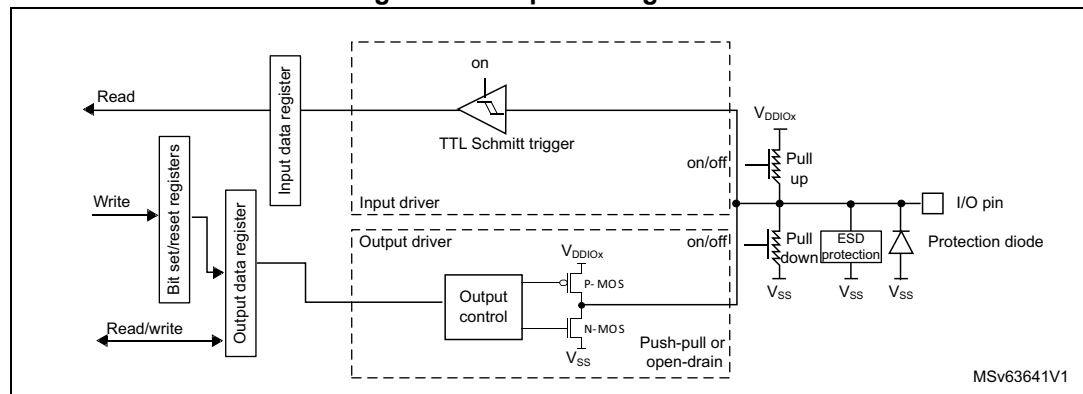 on
Read
Input data register
TTL Schmitt trigger
VDDIOx
on/off
Pull
up
Input driver
Write
Bit set/reset registers
Output data register
I/O pin
Output driver
on/off
Pull
down
ESD
protection
Protection diode
VDDIOx
P-MOS
Output
control
N-MOS
VSS
VSS
VSS
VSS
Read/write
Push-pull or
open-drain
MSv63641V1